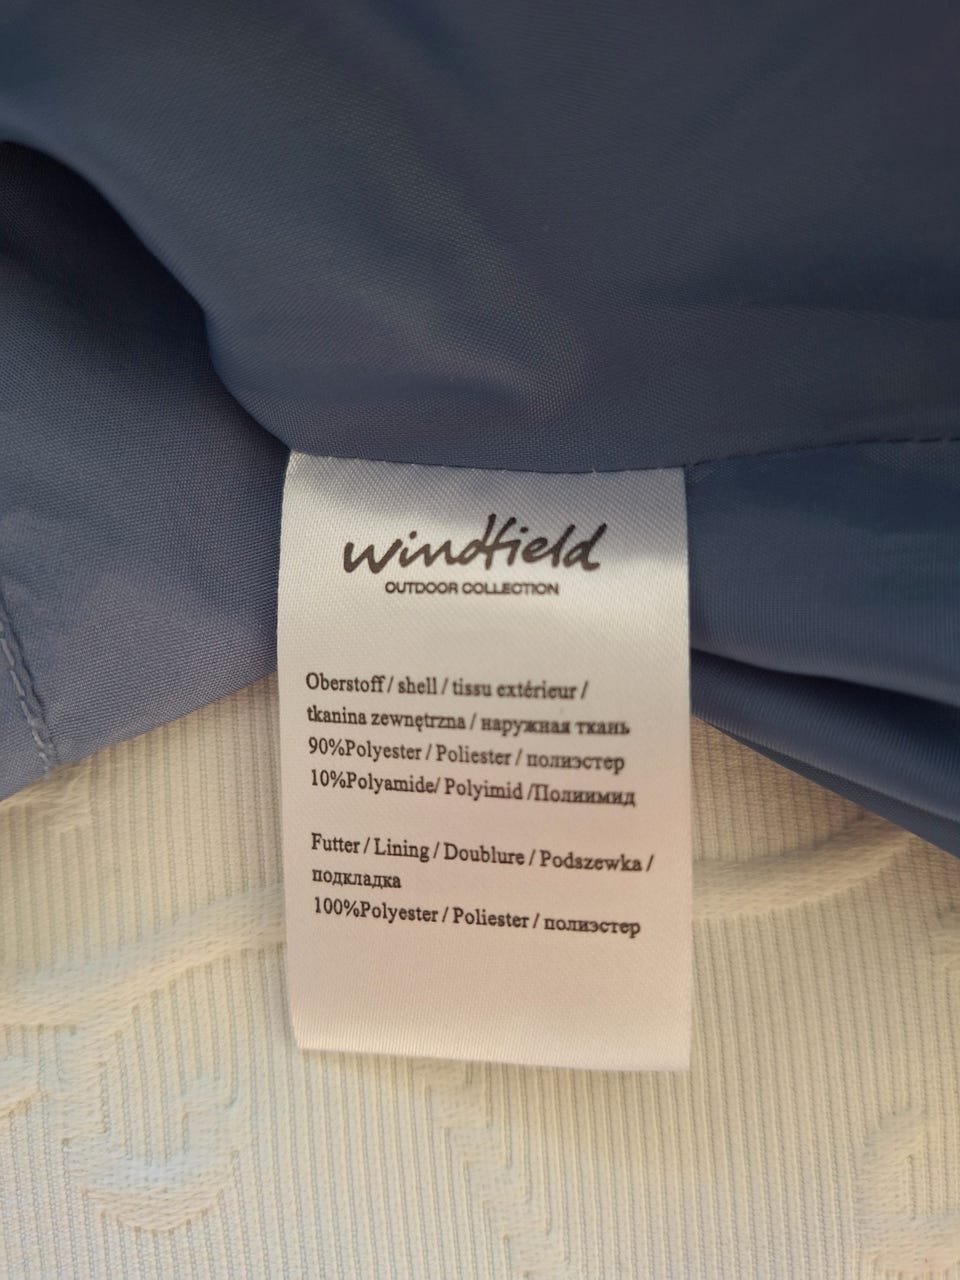 windfield
OUTDOOR COLLECTION
Oberstoff / shell / tissu extérieur /
tkanina zewnętrzna / наружная ткань
90%Polyester / Poliester / полиэстер
10%Polyamide/ Polyimid /Полиимид
Futter / Lining / Doublure / Podszewka /
подкладка
100%Polyester / Poliester / полиэстер